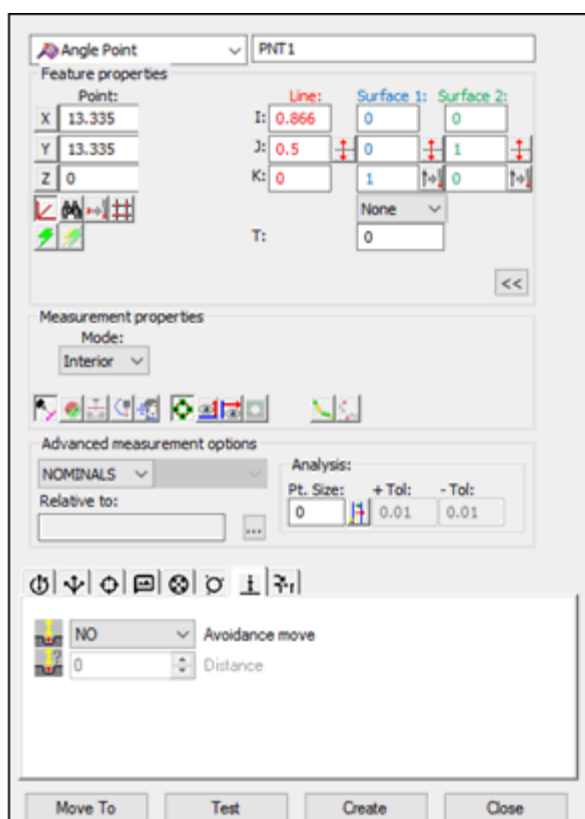 Angle Point PNT1
Feature properties
Point: Line: Surface 1: Surface 2:
X 13.335 I: 0.866 0 0
Y 13.335 J: 0.5 0 1
Z 0 K: 0 1 0
None
T: 0
<<
Measurement properties
Mode:
Interior
Advanced measurement options
NOMINALS
Analysis:
Pt. Size: + Tol: - Tol:
0 0.01 0.01
Relative to:
...
NO Avoidance move
0 Distance
Move To Test Create Close